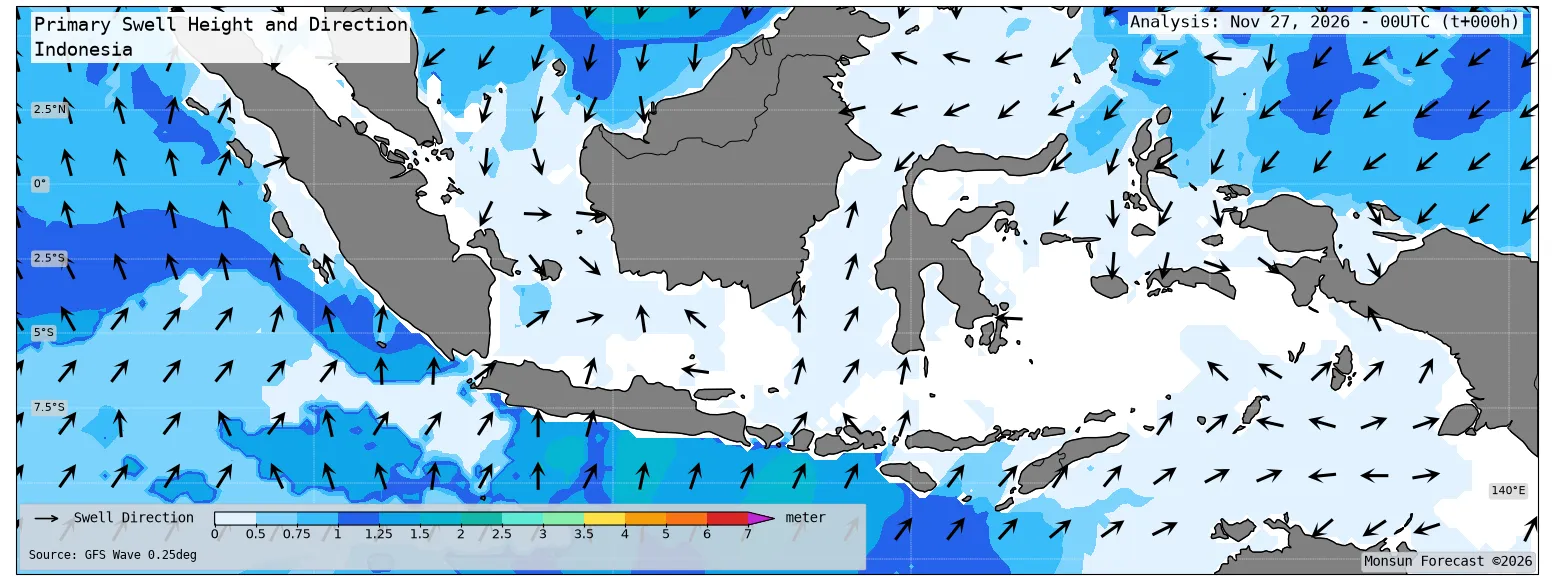 Primary Swell Height and Direction
Indonesia
Analysis: Nov 27, 2026 - 00UTC (t+000h)
2.5°N
0°
2.5°S
5°S
7.5°S
140°E
Swell Direction
0 0.5 0.75 1 1.25 1.5 2 2.5 3 3.5 4 5 6 7
meter
Source: GFS Wave 0.25deg
Monsun Forecast ©2026